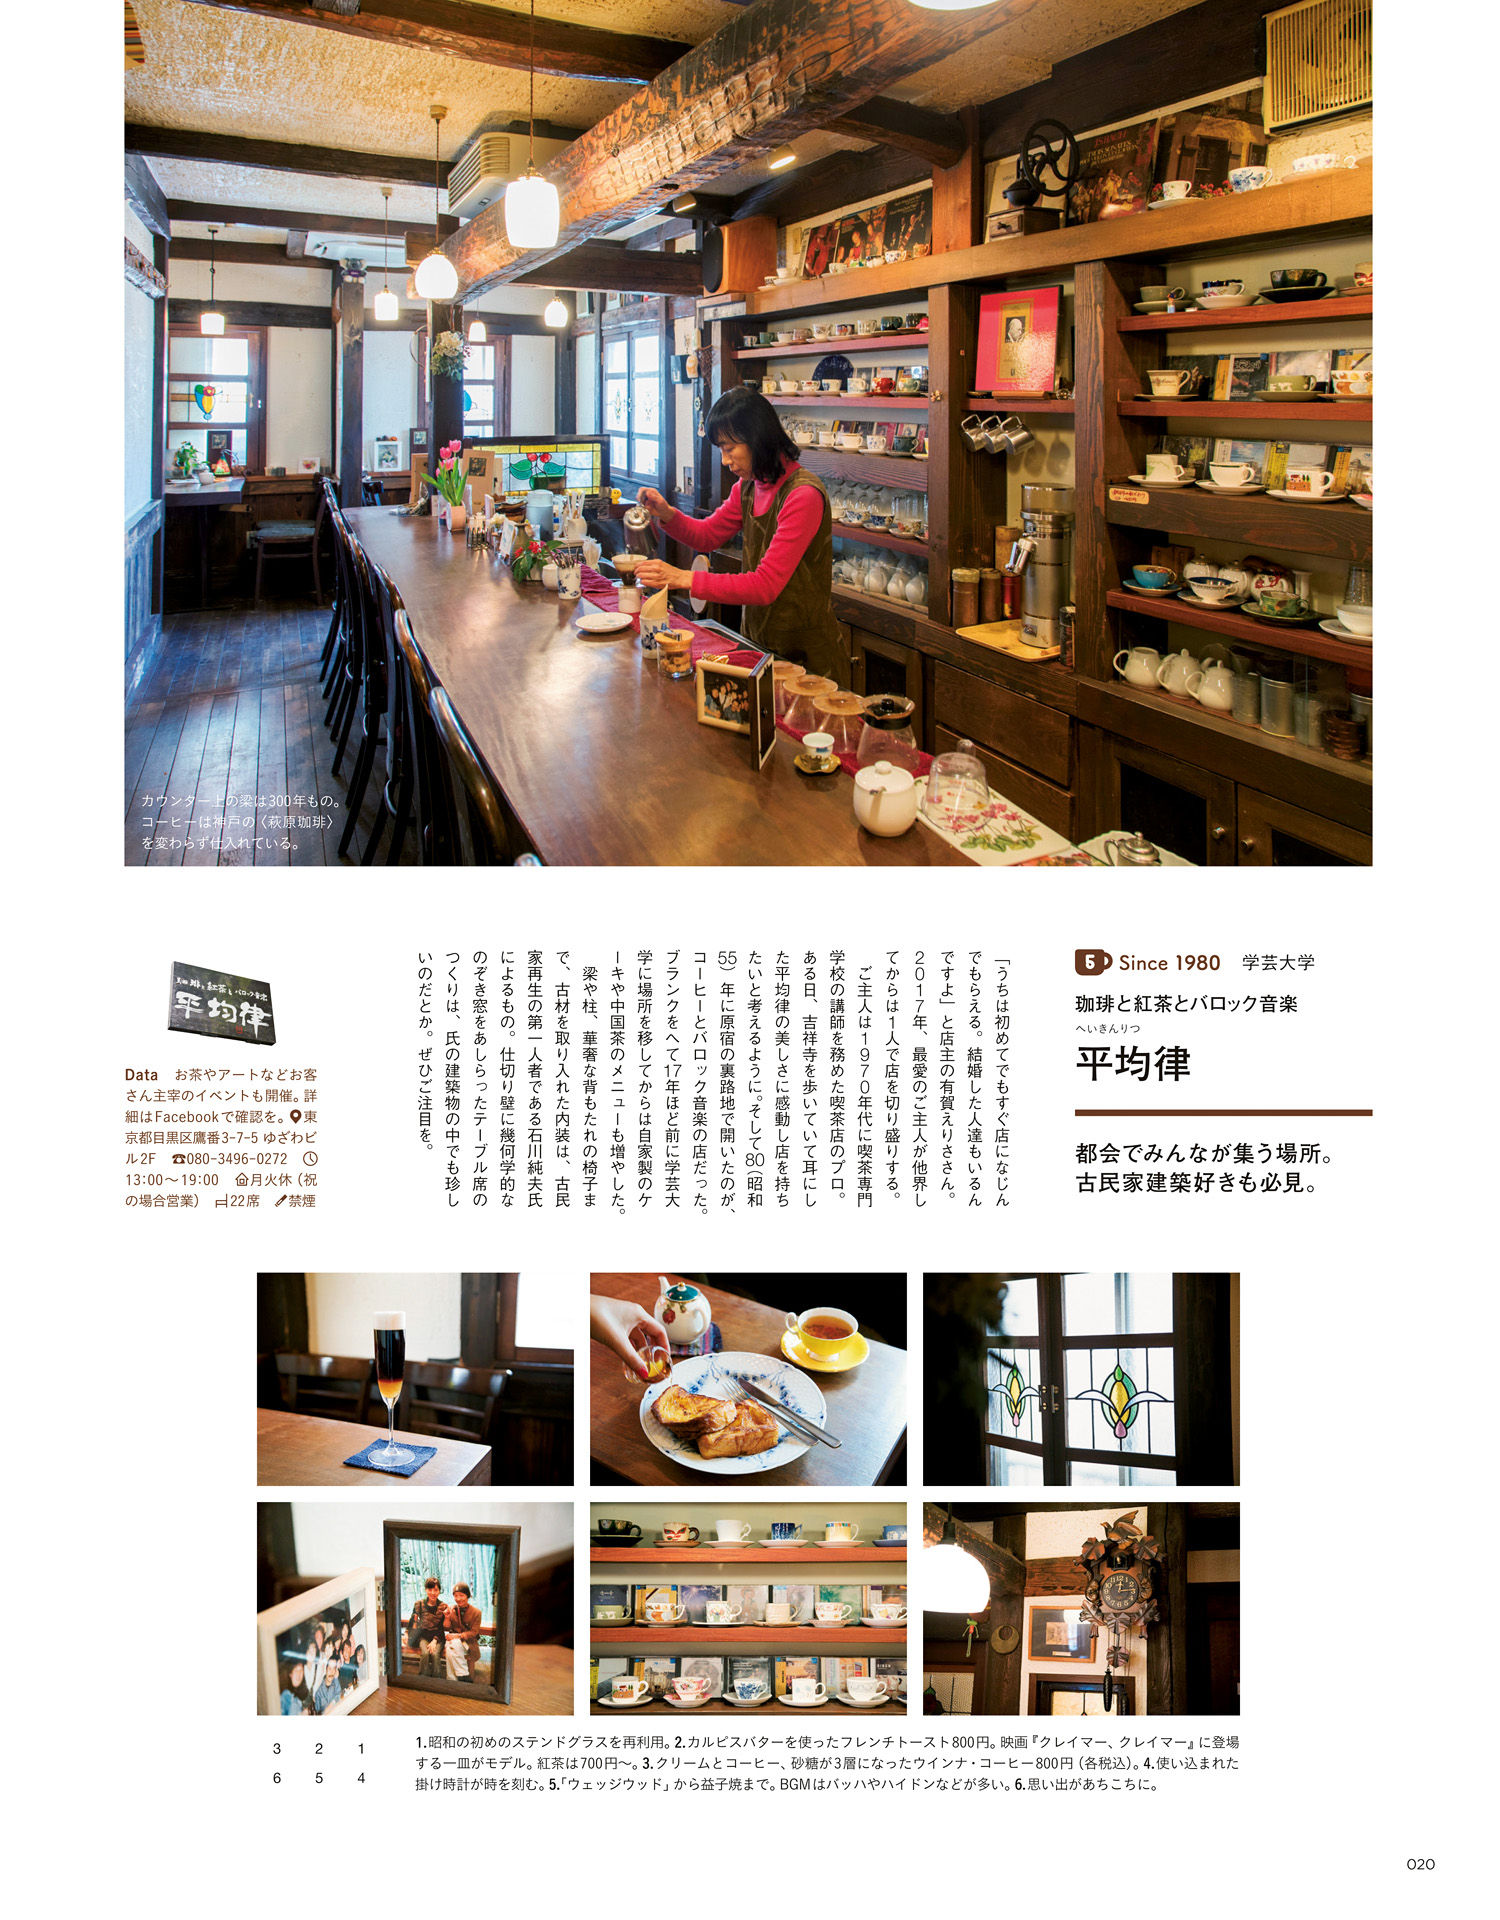 カウンター上の梁は300年もの。
コーヒーは神戸の〈萩原珈琲〉
を変わらず仕入れている。
5 Since 1980 学芸大学
珈琲と紅茶とバロック音楽
へいきんりつ
平均律
都会でみんなが集う場所。
古民家建築好きも必見。
「うちは初めてでもすぐ店になじん
でもらえる。結婚した人達もいるん
ですよ」と店主の有賀えりささん。
2017年、最愛のご主人が他界し
てからは1人で店を切り盛りする。
ご主人は1970年代に喫茶専門
学校の講師を務めた喫茶店のプロ。
ある日、吉祥寺を歩いていて耳にし
た平均律の美しさに感動し店を持ち
たいと考えるように。そして80(昭和
55)年に原宿の裏路地で開いたのが、
コーヒーとバロック音楽の店だった。
ブランクをへて17年ほど前に学芸大
学に場所を移してからは自家製のケ
ーキや中国茶のメニューも増やした。
梁や柱、華奢な背もたれの椅子ま
で、古材を取り入れた内装は、古民
家再生の第一人者である石川純夫氏
によるもの。仕切り壁に幾何学的な
のぞき窓をあしらったテーブル席の
つくりは、氏の建築物の中でも珍し
いのだとか。ぜひご注目を。
珈琲と紅茶とバロック音楽
平均律
Data お茶やアートなどお客
さん主宰のイベントも開催。詳
細はFacebookで確認を。東
京都目黒区鷹番3-7-5 ゆざわビ
ル2F ☎080-3496-0272
13:00〜19:00 月火休(祝
の場合営業) 22席 禁煙
3 2 1
6 5 4
1.昭和の初めのステンドグラスを再利用。2.カルピスバターを使ったフレンチトースト800円。映画『クレイマー、クレイマー』に登場
する一皿がモデル。紅茶は700円〜。3.クリームとコーヒー、砂糖が3層になったウインナ・コーヒー800円(各税込)。4.使い込まれた
掛け時計が時を刻む。5.「ウェッジウッド」から益子焼まで。BGMはバッハやハイドンなどが多い。6.思い出があちこちに。
020